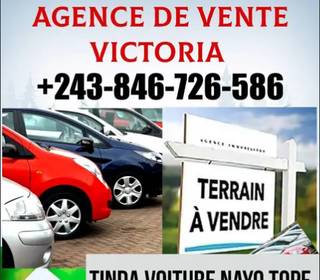 AGENCE DE VENTE
VICTORIA
+243-846-726-586
AGENCE IMMOBILIERE
TERRAIN
À VENDRE
TINDA VOITURE NAYO TOPE